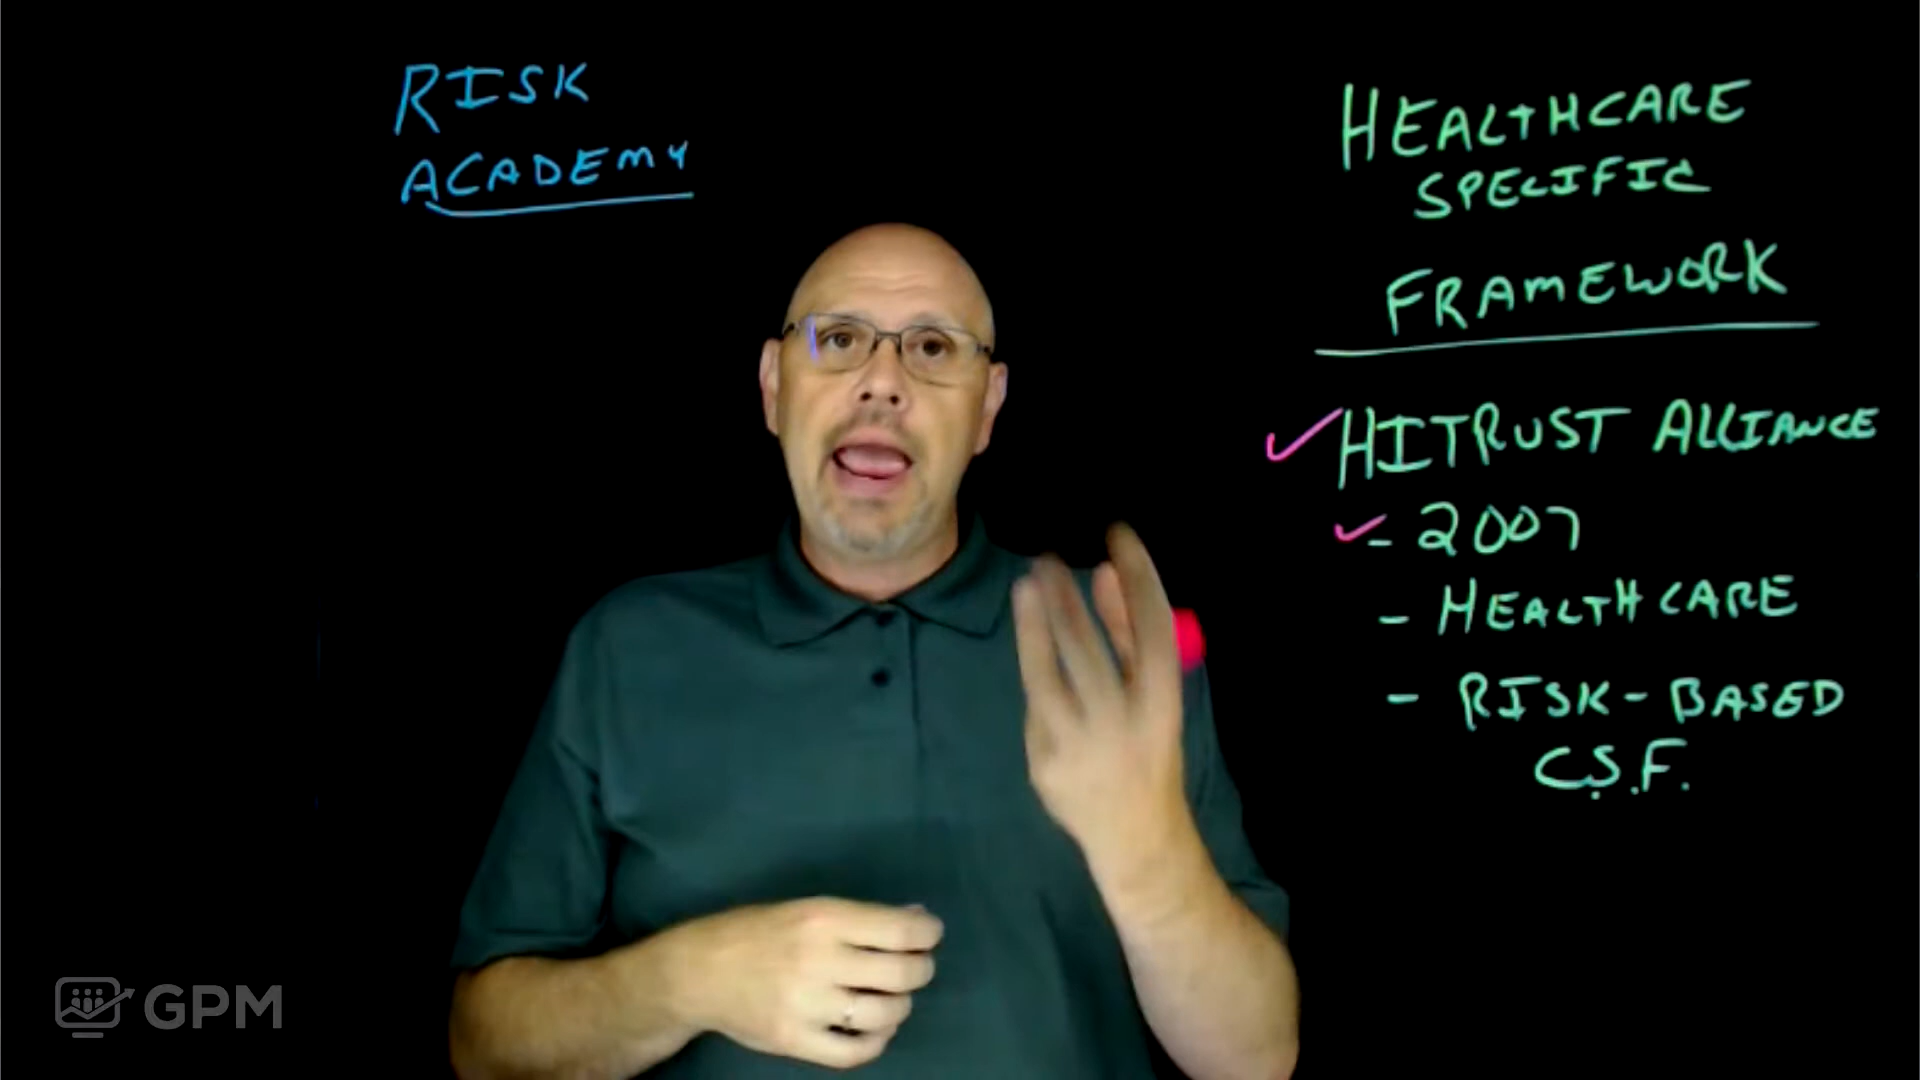 RISK
ACADEMY
HEALTHCARE
SPECIFIC
FRAMEWORK
✓HITRUST ALLIANCE
✓- 2007
- HEALTHCARE
- RISK-BASED
C.S.F.
GPM